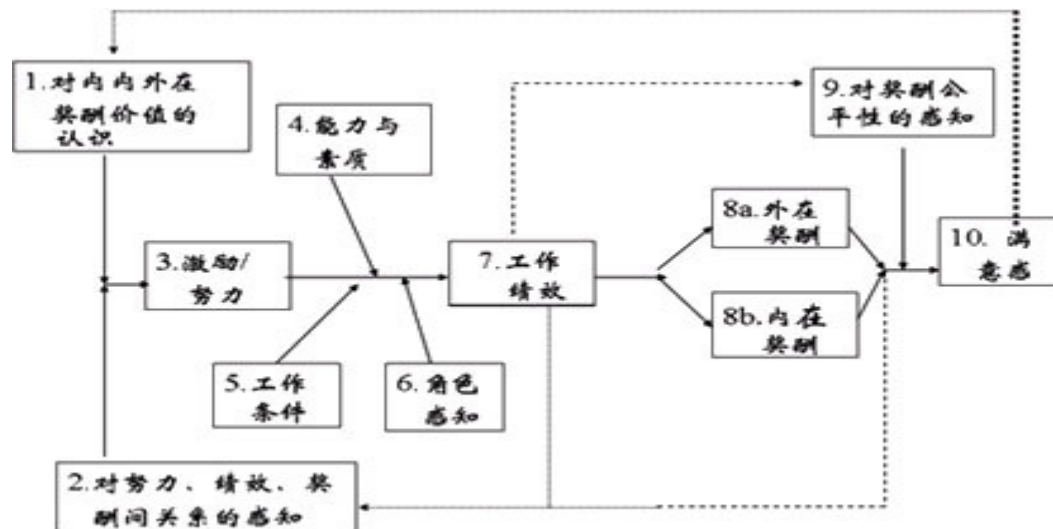 1.对内内外在
奖酬价值的
认识
9.对奖酬公
平性的感知
4.能力与
素质
8a.外在
奖酬
10. 满
意感
3.激励/
努力
7.工作
绩效
8b.内在
奖酬
5.工作
条件
6.角色
感知
2.对努力、绩效、奖
酬间关系的感知